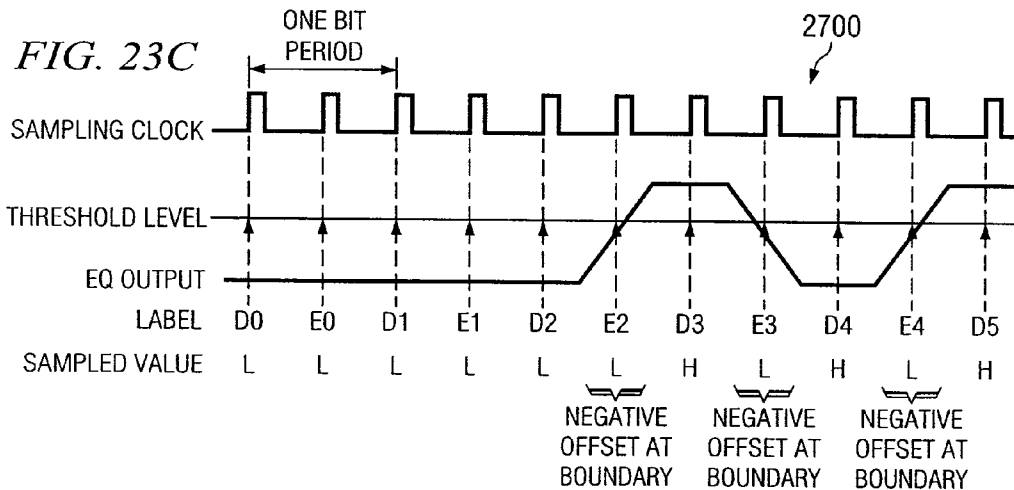 FIG. 23C
ONE BIT
PERIOD
2700
SAMPLING CLOCK
THRESHOLD LEVEL
EQ OUTPUT
LABEL D0 E0 D1 E1 D2 E2 D3 E3 D4 E4 D5
SAMPLED VALUE L L L L L L H L H L H
NEGATIVE OFFSET AT BOUNDARY
NEGATIVE OFFSET AT BOUNDARY
NEGATIVE OFFSET AT BOUNDARY